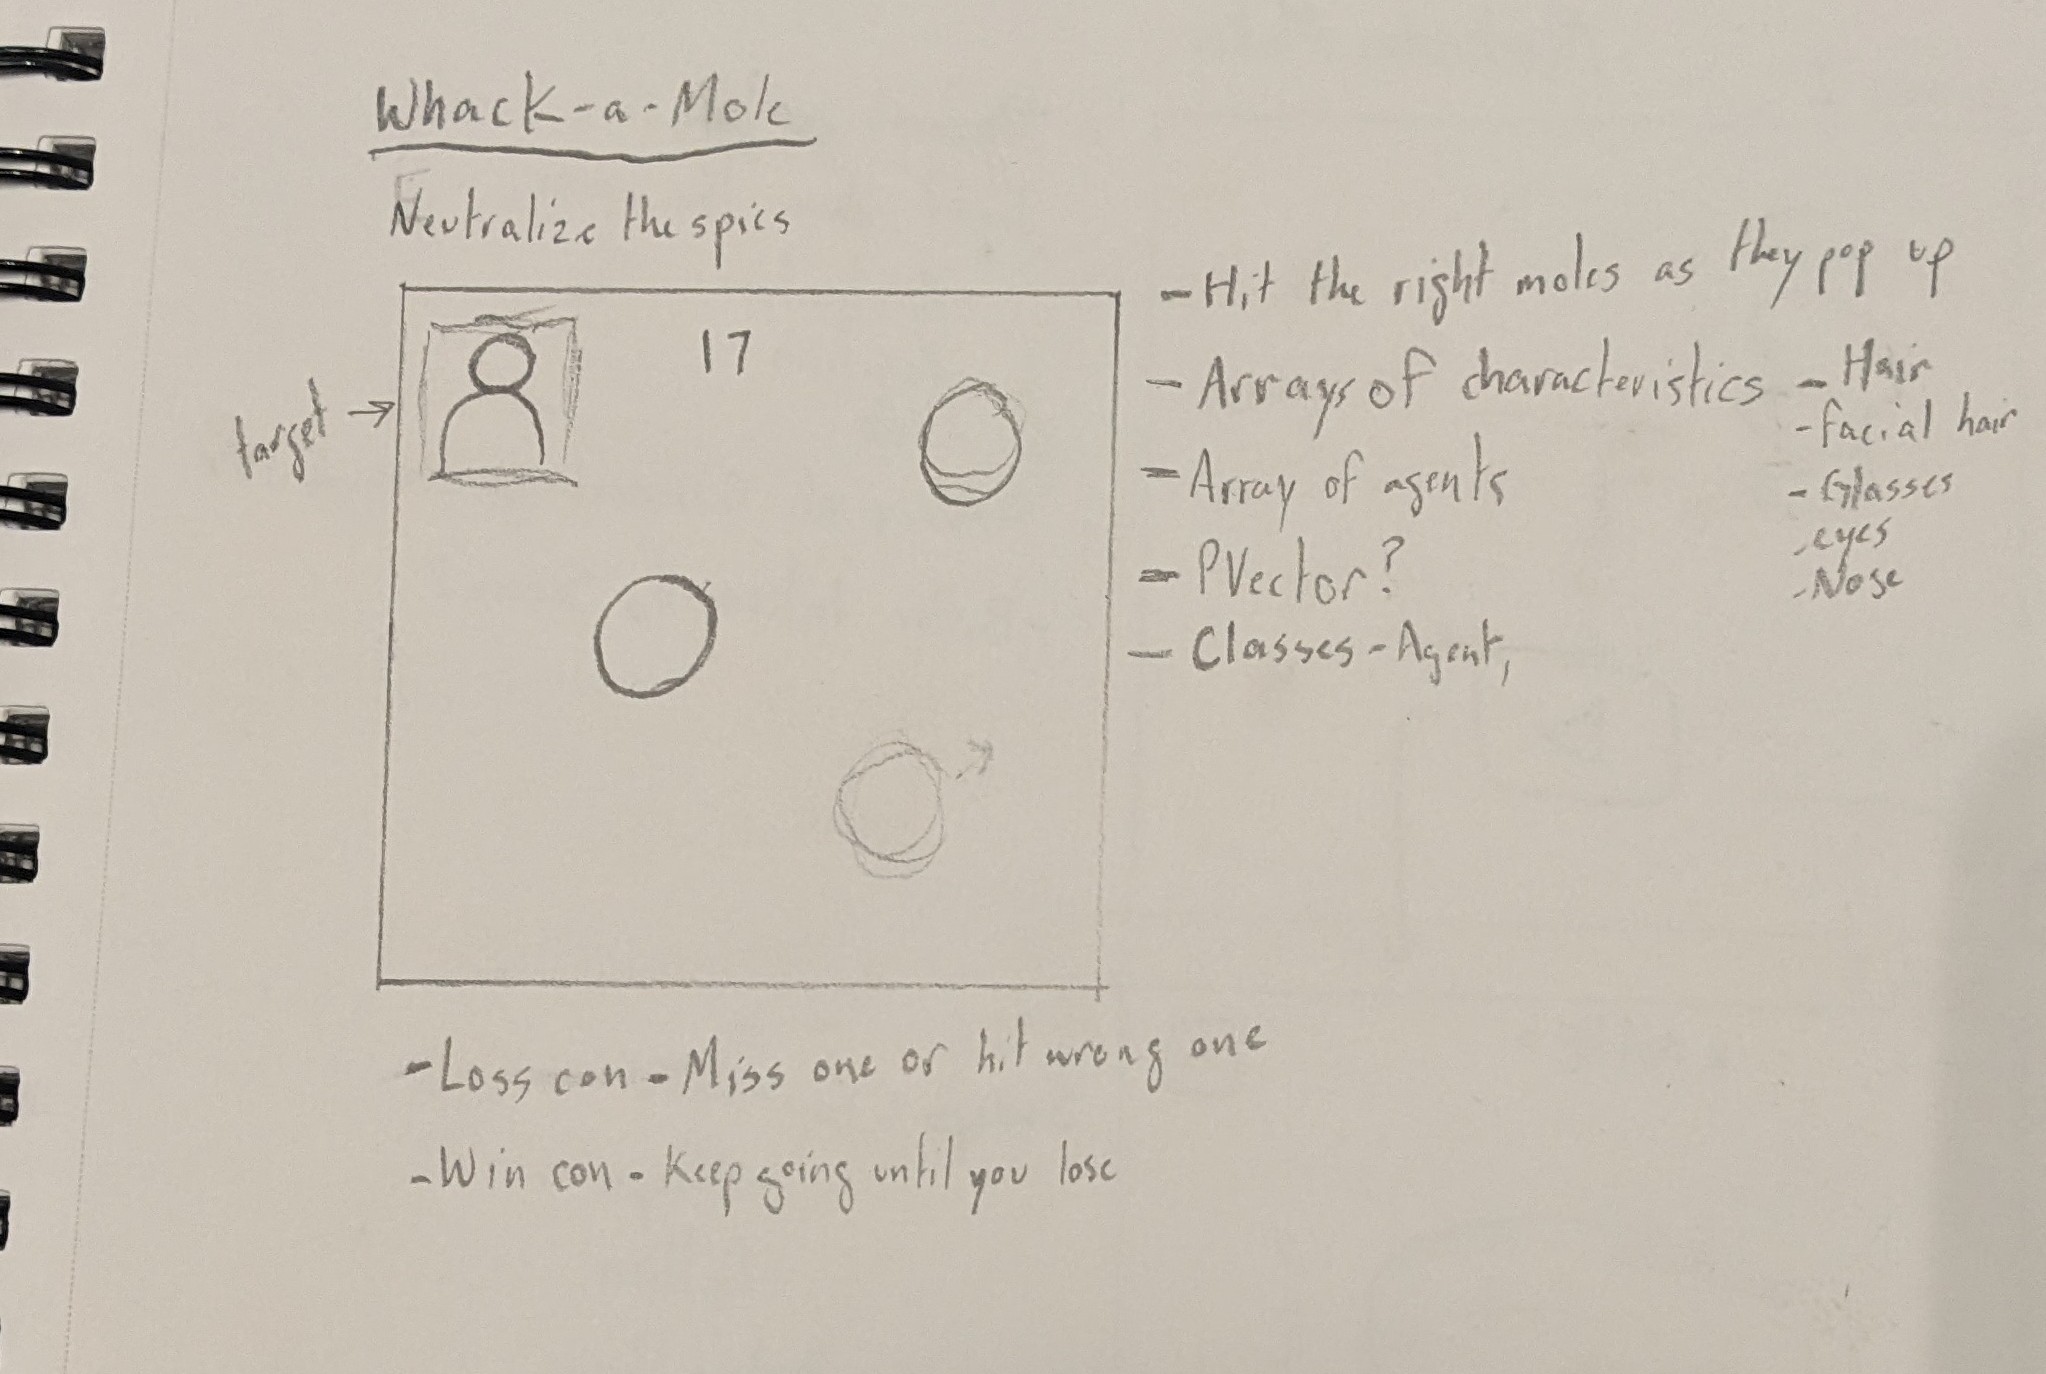 Whack-a-Mole
Neutralize the spies
target →
17
- Hit the right moles as they pop up
- Arrays of characteristics - Hair
- facial hair
- Glasses
- eyes
- Nose
- Array of agents
- PVector?
- Classes - Agent,
- Loss con - Miss one or hit wrong one
- Win con - Keep going until you lose